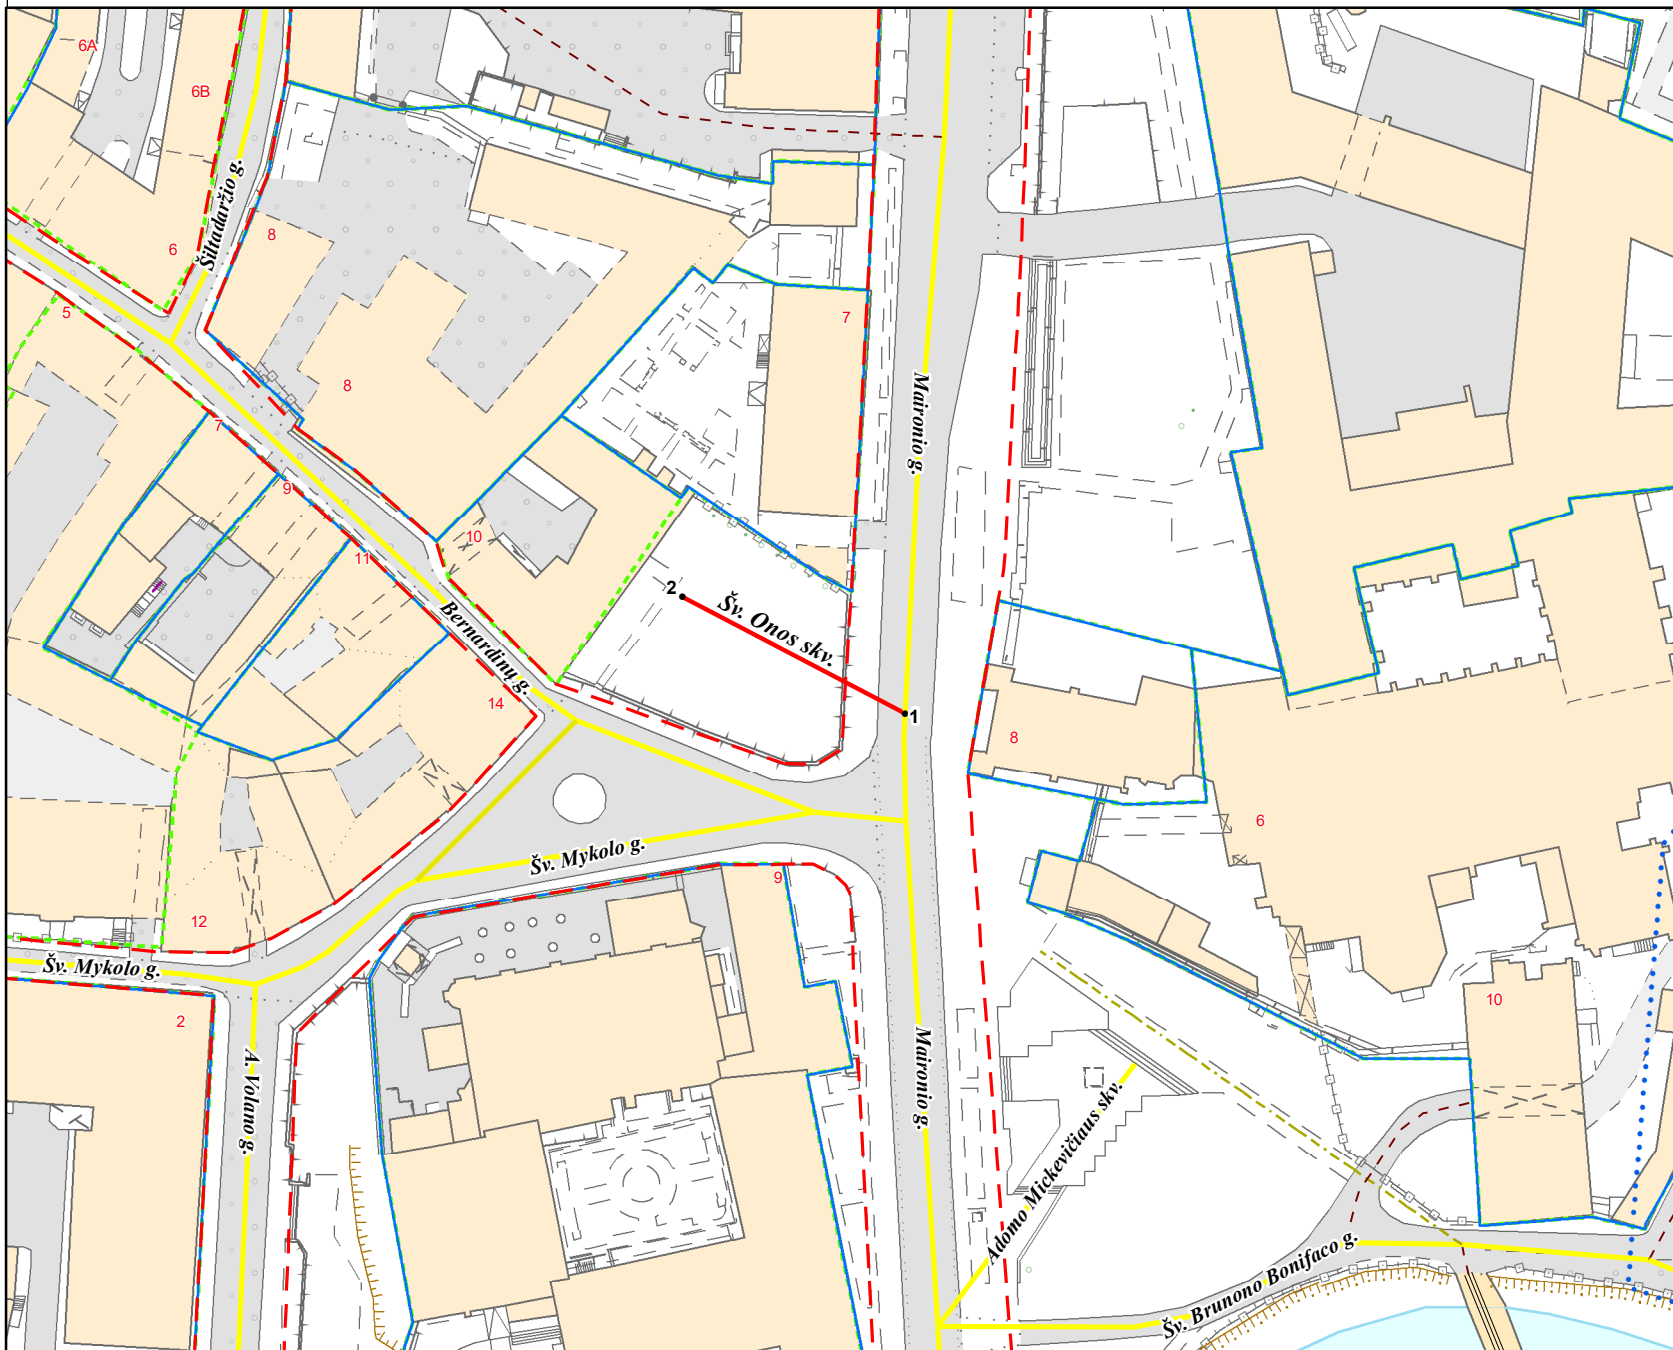 6A
6B
Šiltadaržio g.
6
8
5
7
8
Maironio g.
7
9
10
11
2
Šv. Onos skv.
Bernardinų g.
14
1
8
6
Šv. Mykolo g.
9
12
Šv. Mykolo g.
10
2
A. Volano g.
Maironio g.
Adomo Mickevičiaus skv.
Šv. Brunono Bonifaco g.